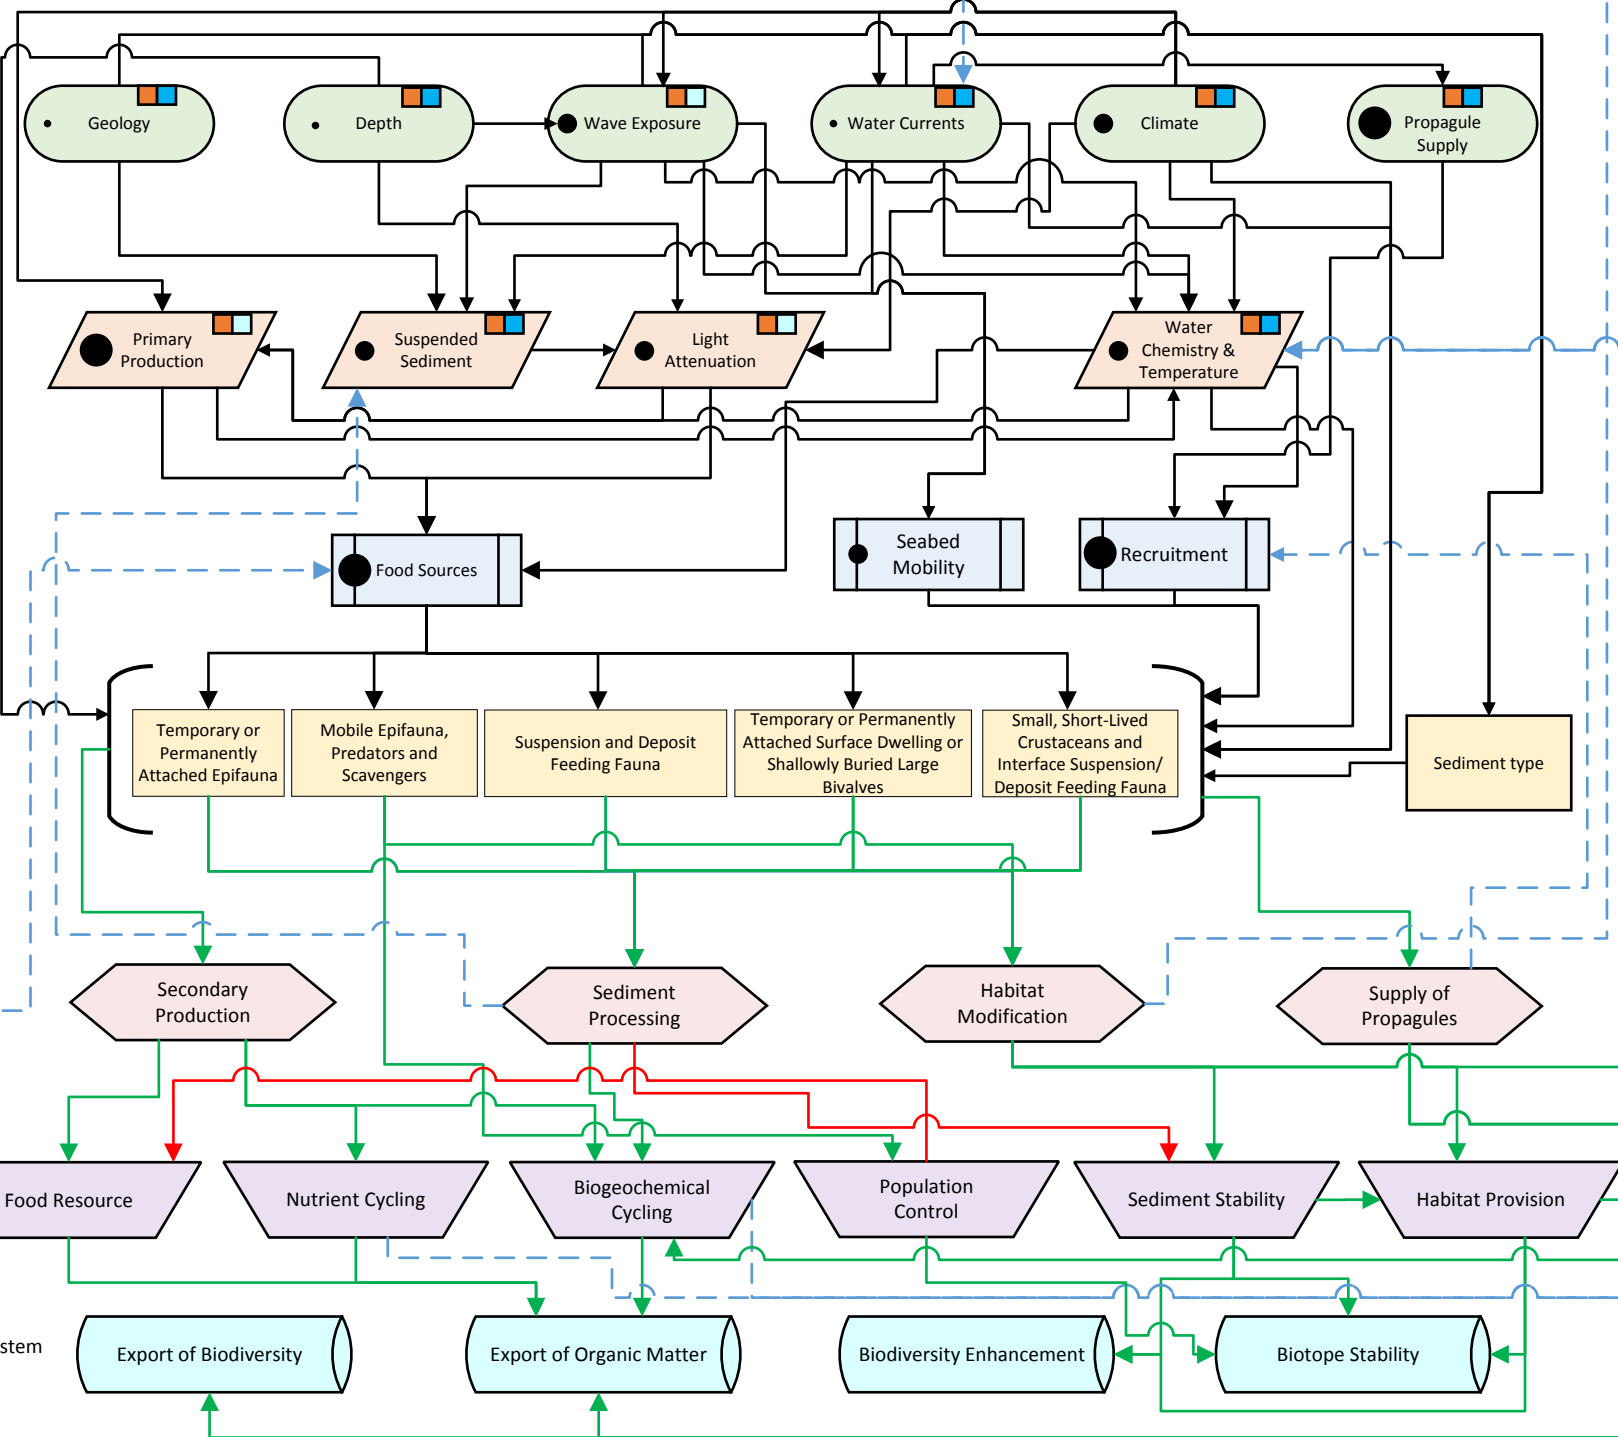 Geology
Depth
Wave Exposure
Water Currents
Climate
Propagule
Supply
Primary
Production
Suspended
Sediment
Light
Attenuation
Water
Chemistry &
Temperature
Food Sources
Seabed
Mobility
Recruitment
Temporary or
Permanently
Attached Epifauna
Mobile Epifauna,
Predators and
Scavengers
Suspension and Deposit
Feeding Fauna
Temporary or Permanently
Attached Surface Dwelling or
Shallowly Buried Large
Bivalves
Small, Short-Lived
Crustaceans and
Interface Suspension/
Deposit Feeding Fauna
Sediment type
Secondary
Production
Sediment
Processing
Habitat
Modification
Supply of
Propagules
Food Resource
Nutrient Cycling
Biogeochemical
Cycling
Population
Control
Sediment Stability
Habitat Provision
stem
Export of Biodiversity
Export of Organic Matter
Biodiversity Enhancement
Biotope Stability